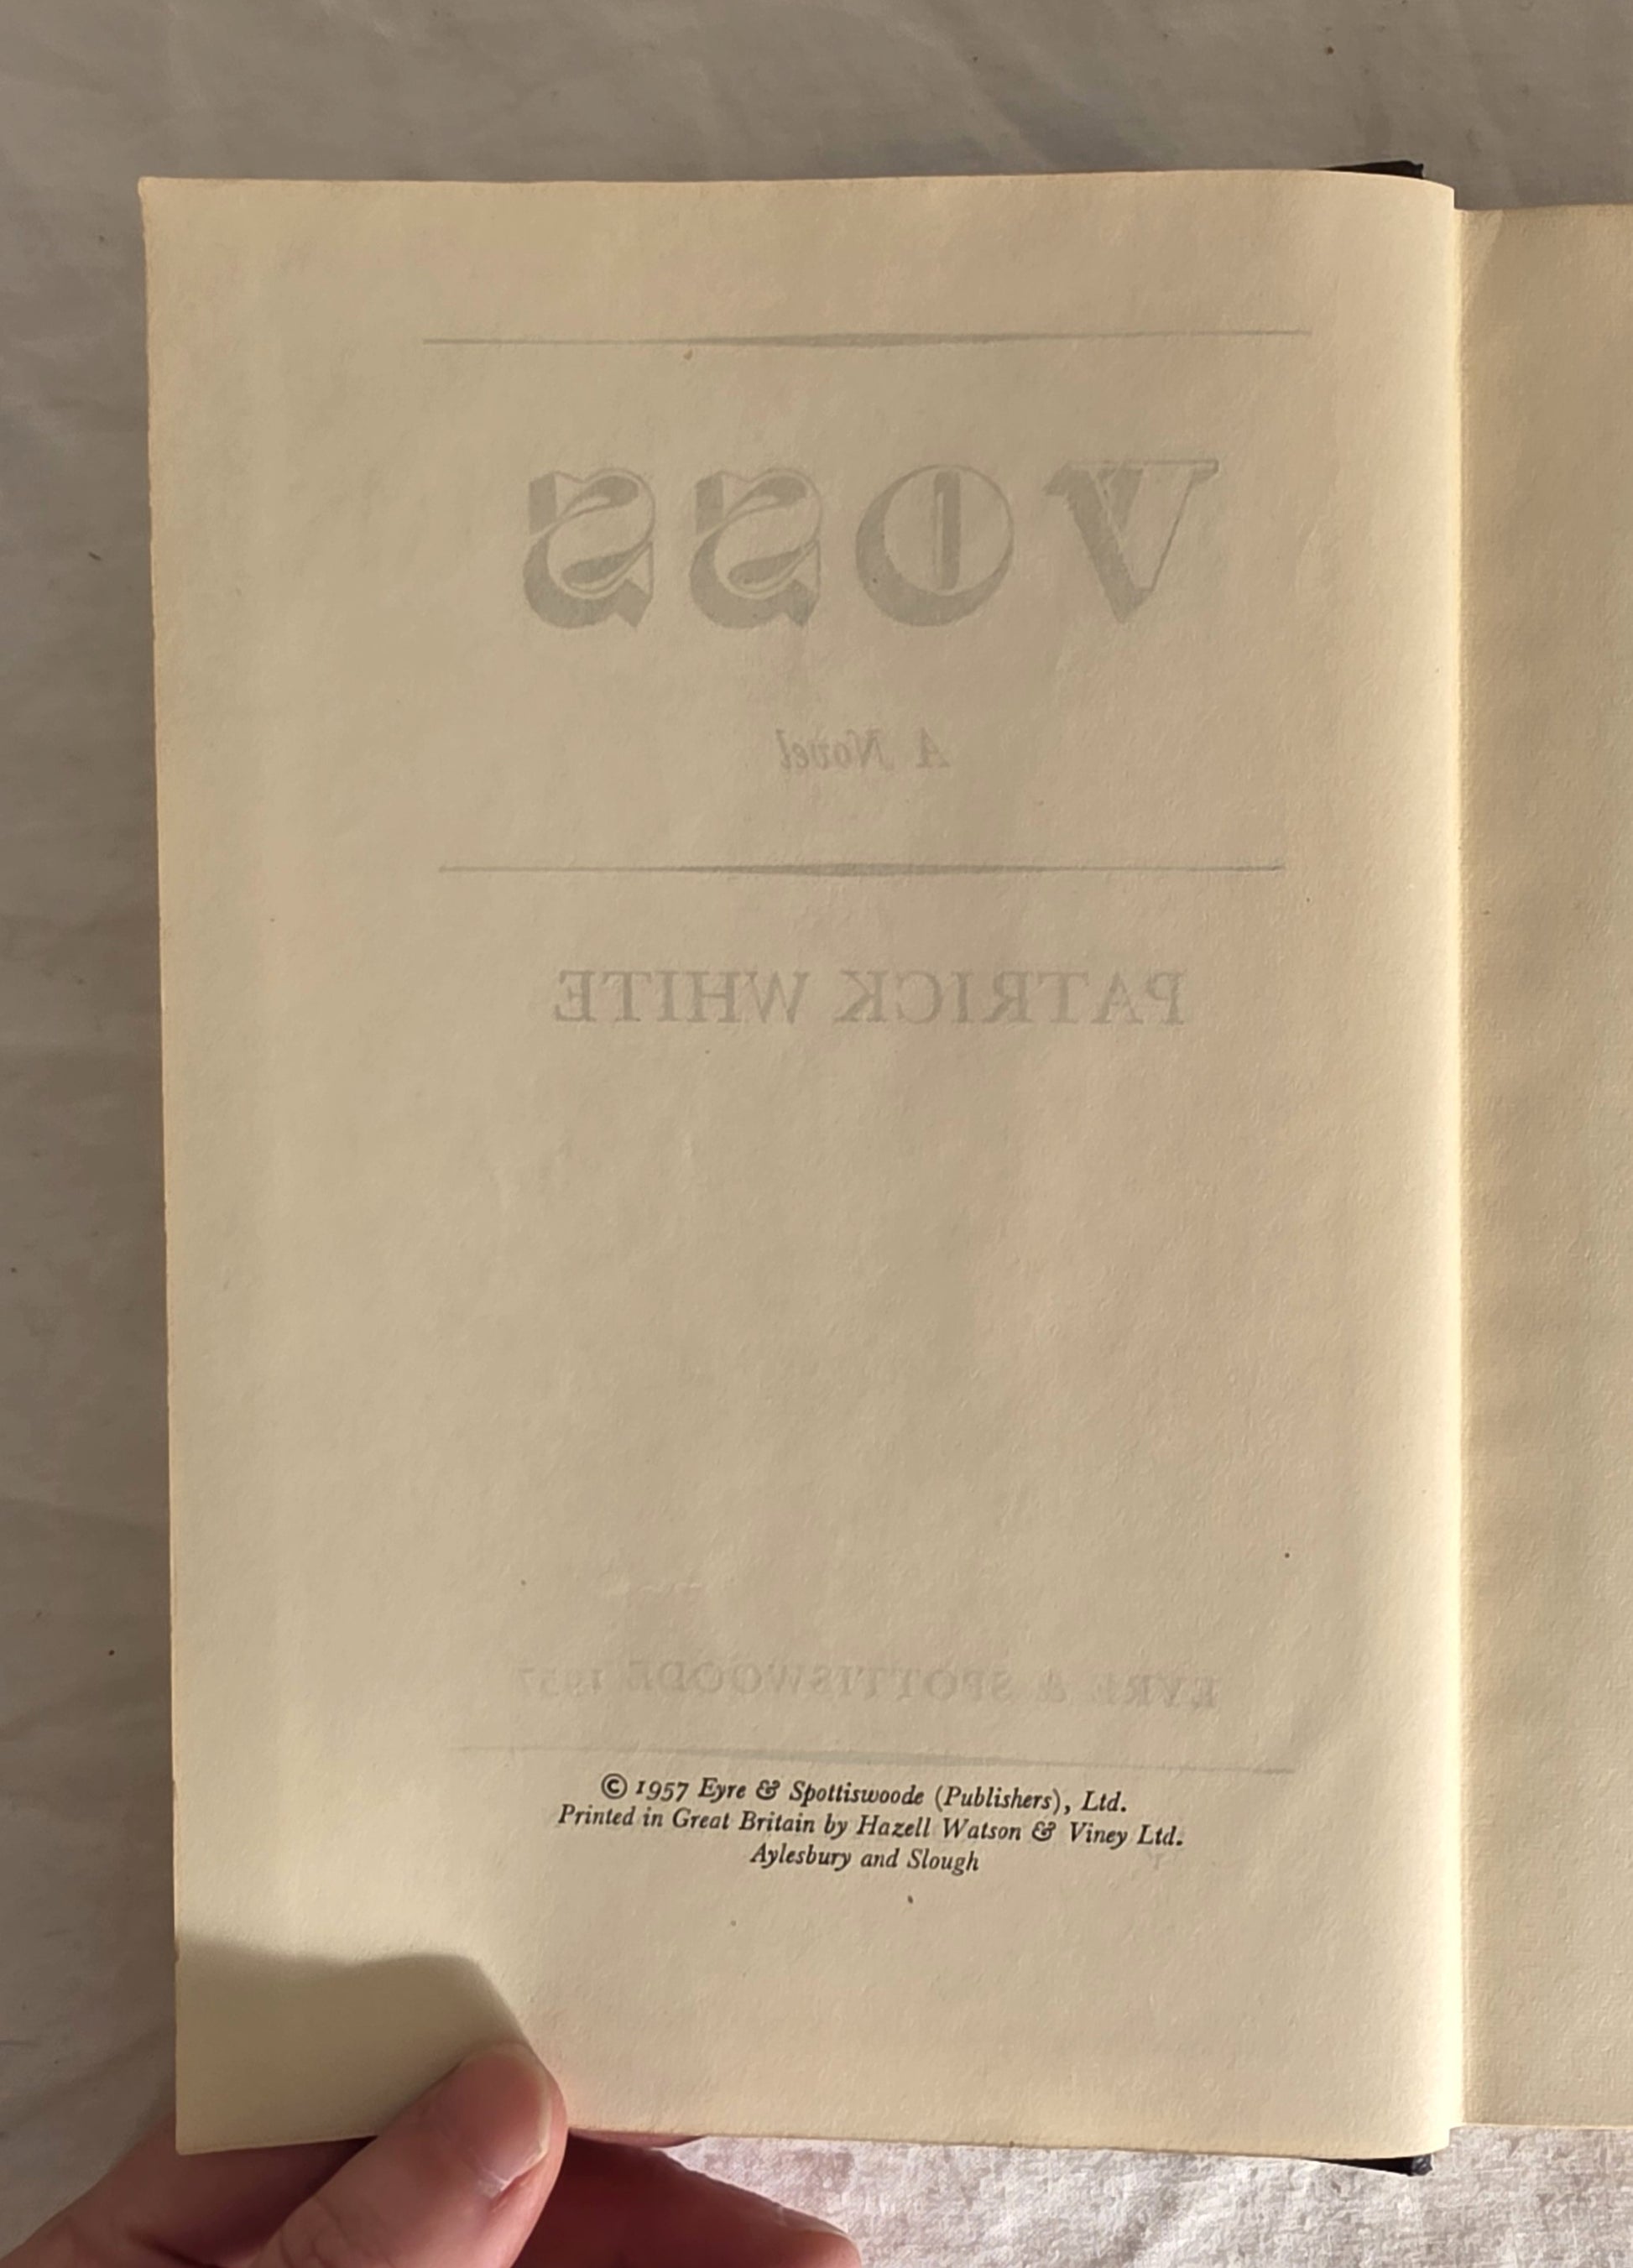 VOSS
A Novel
PATRICK WHITE
EYRE & SPOTTISWOODE 1957
© 1957 Eyre & Spottiswoode (Publishers), Ltd.
Printed in Great Britain by Hazell Watson & Viney Ltd.
Aylesbury and Slough